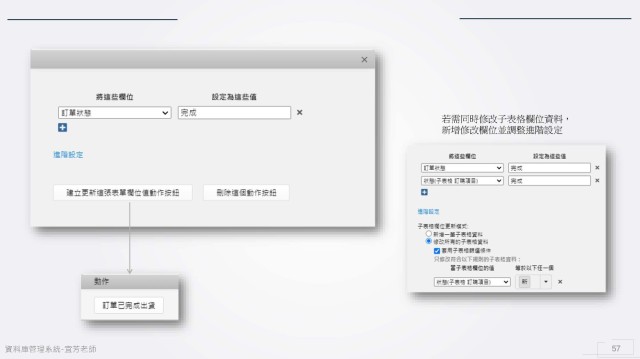 將這些欄位 設定為這些值
訂單狀態 完成
進階設定
建立更新這張表單欄位值動作按鈕 刪除這個動作按鈕
動作
訂單已完成出貨
若需同時修改子表格欄位資料，
新增修改欄位並調整進階設定
將這些欄位 設定為這些值
訂單狀態 完成
狀態(子表格 訂購項目) 完成
進階設定
子表格欄位更新模式:
新增一筆子表格資料
修改所有的子表格資料
套用子表格篩選條件
只修改符合以下規則的子表格資料：
當子表格欄位的值 等於以下任一個
狀態(子表格 訂購項目) 新
資料庫管理系統-宜芳老師
57